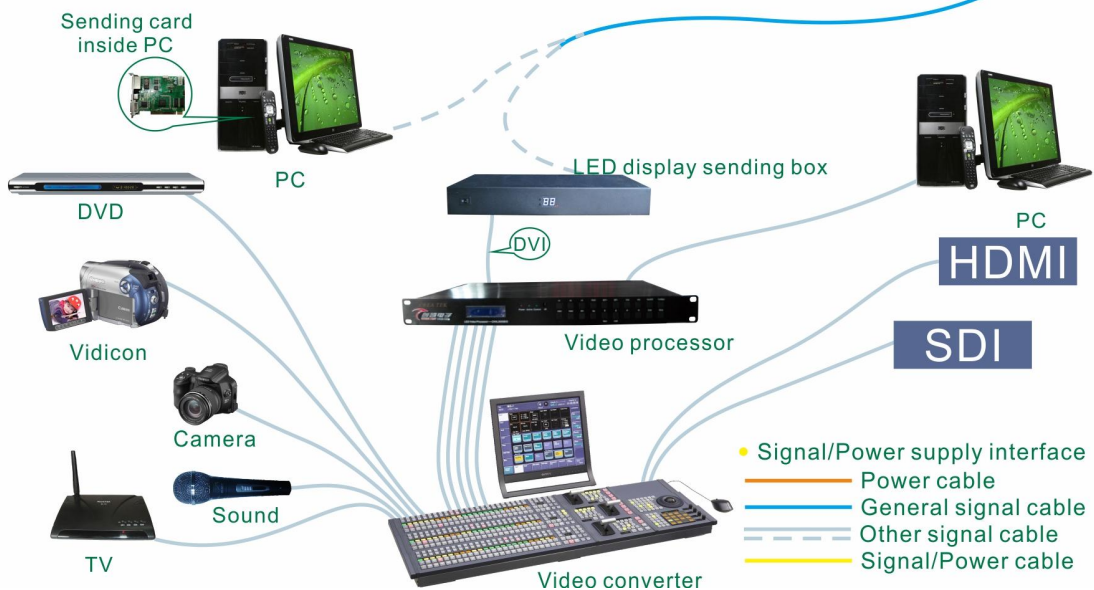 Sending card
inside PC
PC
DVD
LED display sending box
88
DVI
PC
HDMI
Vidicon
Video processor
SDI
Camera
Sound
TV
Video converter
Signal/Power supply interface
Power cable
General signal cable
Other signal cable
Signal/Power cable